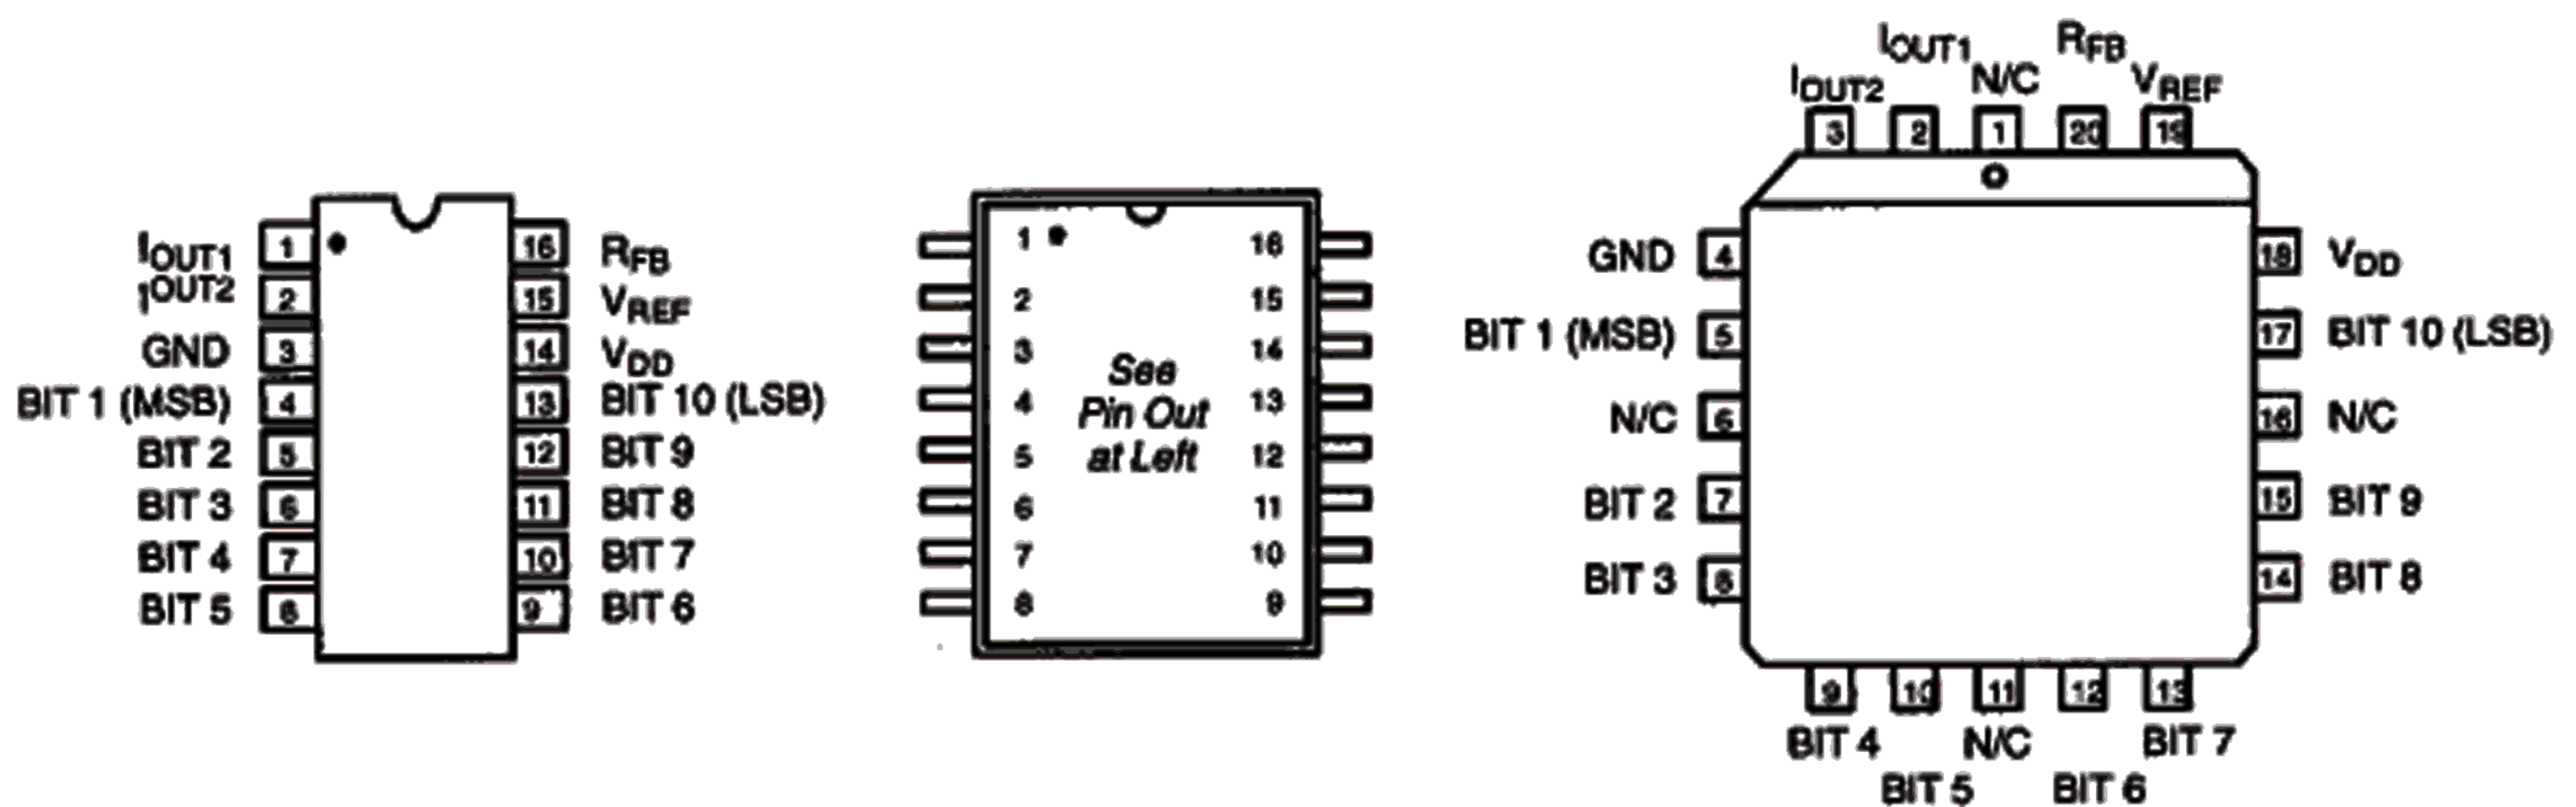 IOUT1 1 16 RFB
IOUT2 2 15 VREF
GND 3 14 VDD
BIT 1 (MSB) 4 13 BIT 10 (LSB)
BIT 2 5 12 BIT 9
BIT 3 6 11 BIT 8
BIT 4 7 10 BIT 7
BIT 5 8 9 BIT 6
1 16
2 15
3 14
4 13
5 12
6 11
7 10
8 9
See
Pin Out
at Left
IOUT1 RFB
IOUT2 N/C VREF
3 2 1 20 19
GND 4 18 VDD
BIT 1 (MSB) 5 17 BIT 10 (LSB)
N/C 6 16 N/C
BIT 2 7 15 BIT 9
BIT 3 8 14 BIT 8
9 10 11 12 13
BIT 4 N/C BIT 7
BIT 5 BIT 6